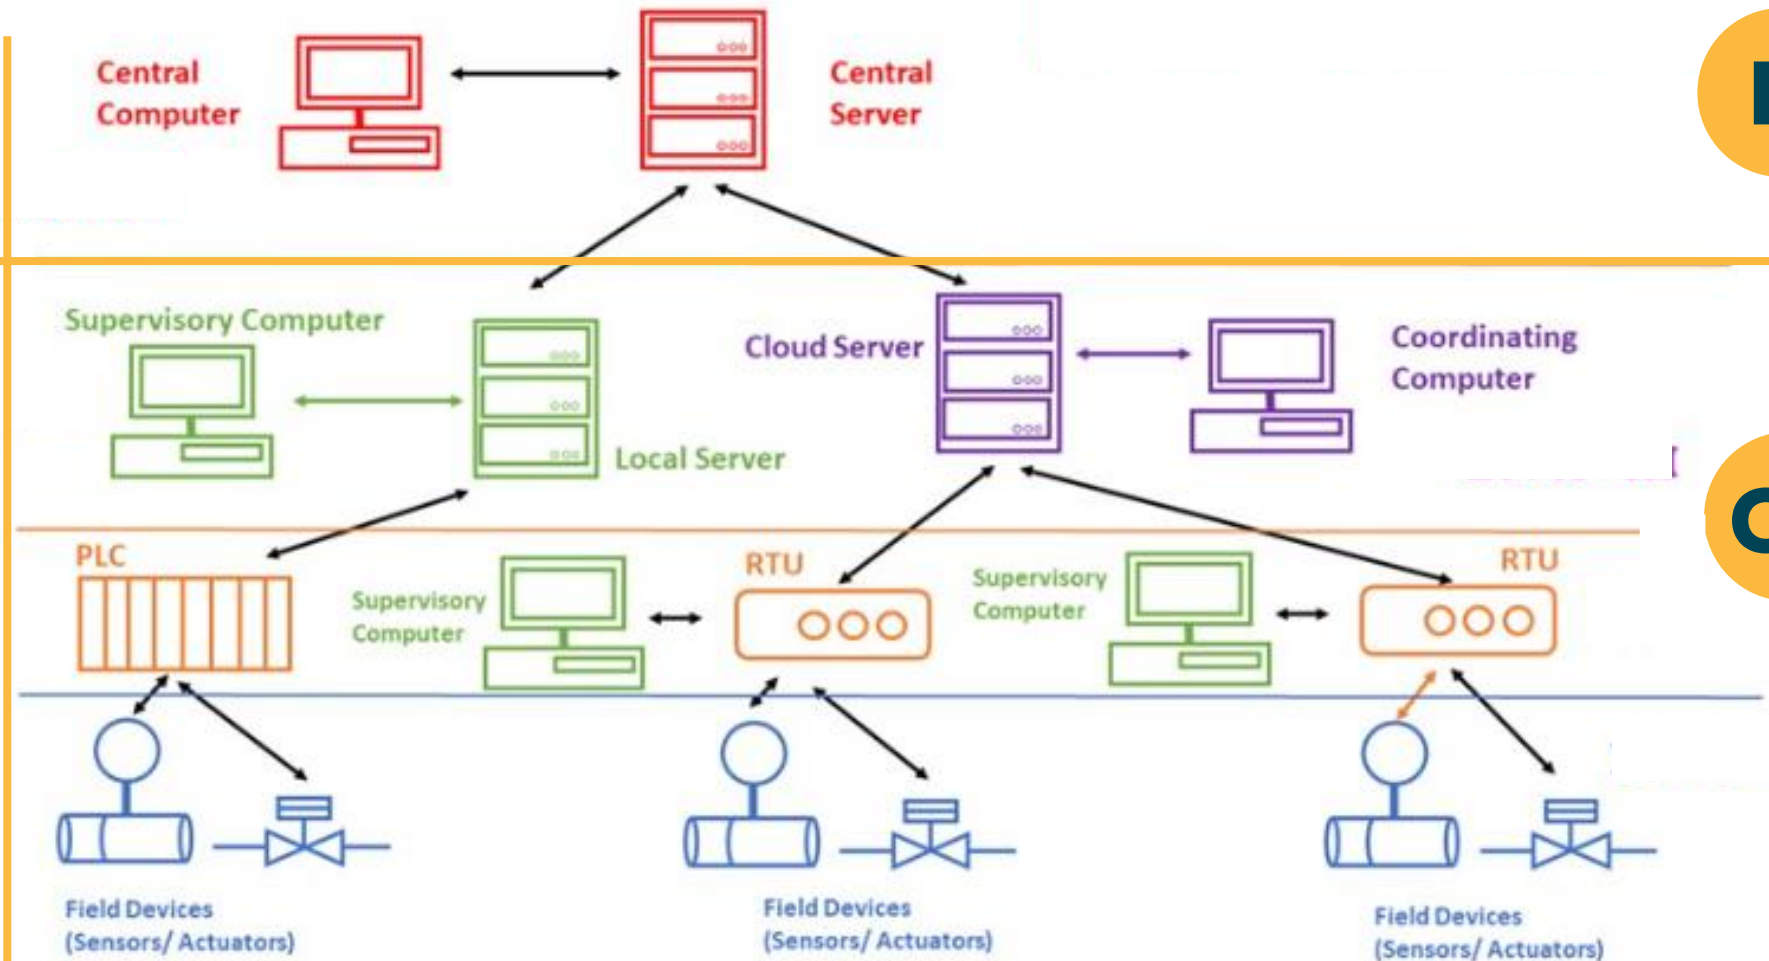 Central
Computer
Central
Server
Supervisory Computer
Cloud Server
Coordinating
Computer
Local Server
PLC
RTU
RTU
Supervisory
Computer
Supervisory
Computer
Field Devices
(Sensors/ Actuators)
Field Devices
(Sensors/ Actuators)
Field Devices
(Sensors/ Actuators)